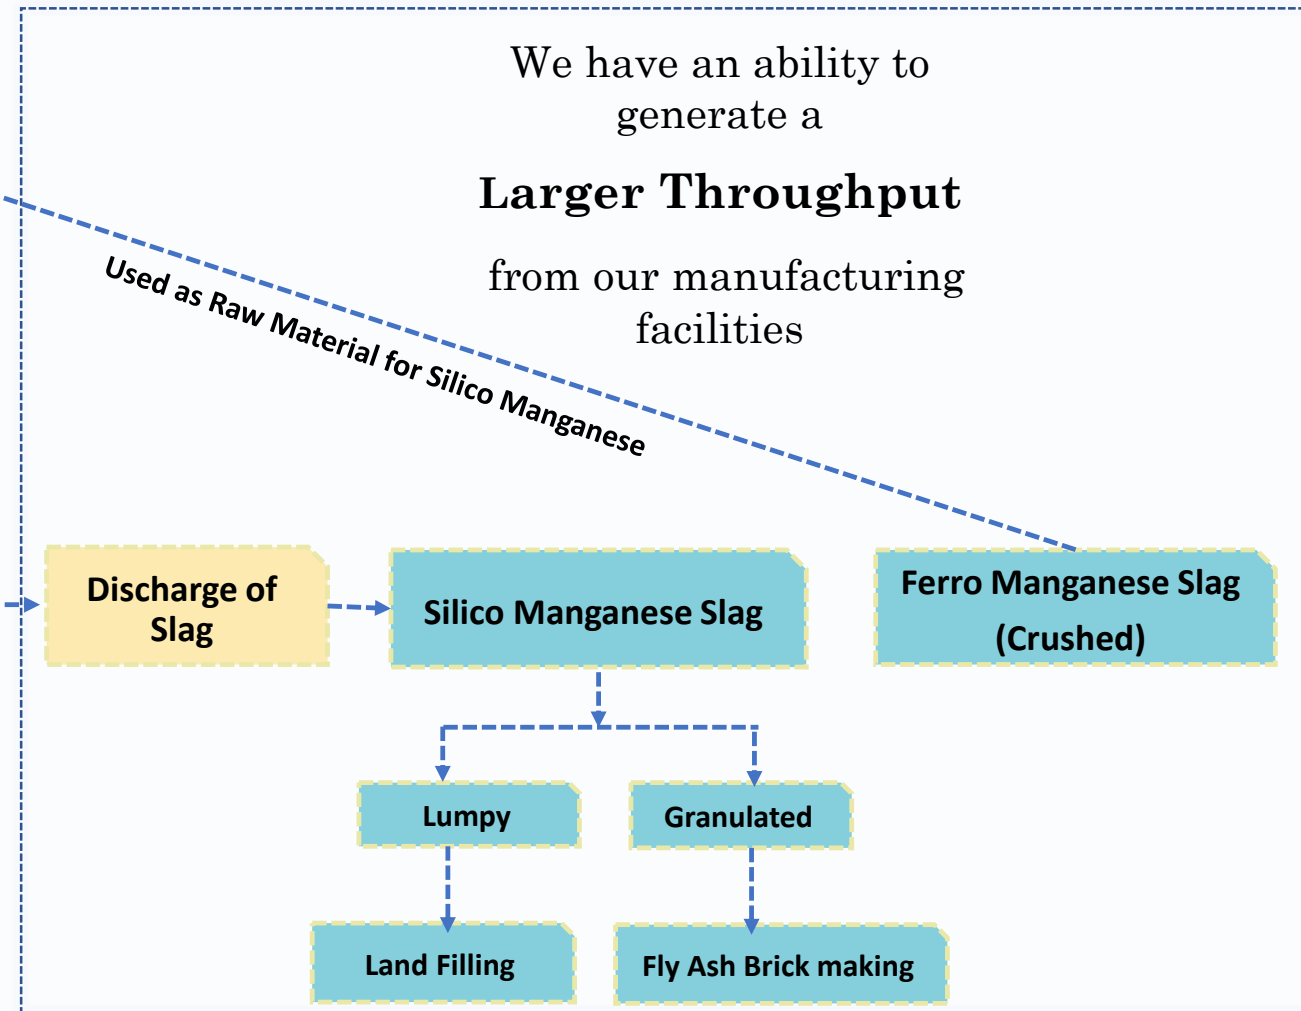 We have an ability to
generate a
Larger Throughput
from our manufacturing
facilities
Used as Raw Material for Silico Manganese
Discharge of
Slag
Silico Manganese Slag
Ferro Manganese Slag
(Crushed)
Lumpy
Granulated
Land Filling
Fly Ash Brick making